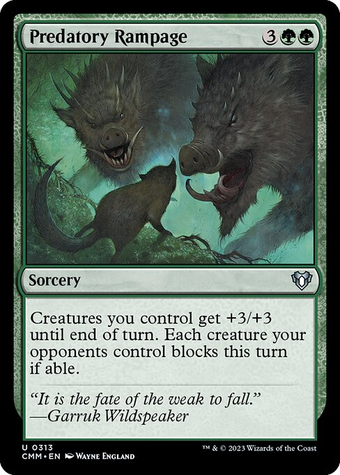 Predatory Rampage 3
Sorcery
Creatures you control get +3/+3
until end of turn. Each creature your
opponents control blocks this turn
if able.
“It is the fate of the weak to fall.”
—Garruk Wildspeaker
U 0313
CMM • EN WAYNE ENGLAND
™ & © 2023 Wizards of the Coast